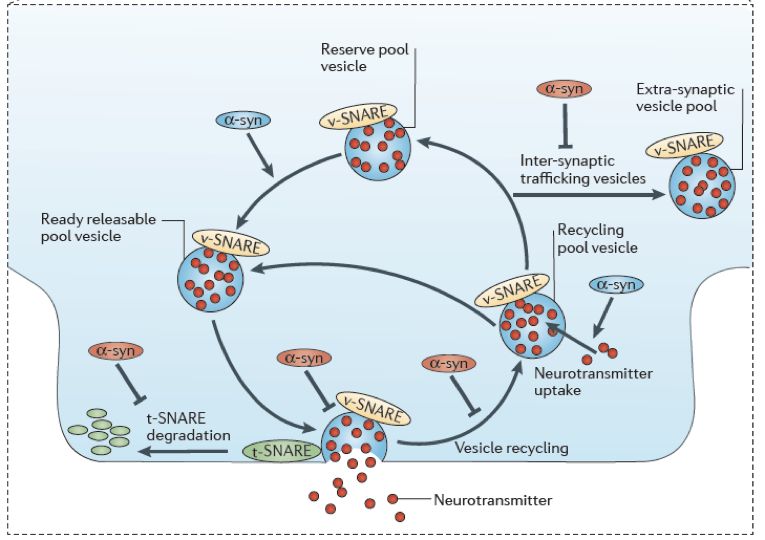 Reserve pool
vesicle
α-syn
Extra-synaptic
vesicle pool
α-syn
v-SNARE
v-SNARE
Inter-synaptic
trafficking vesicles
Ready releasable
pool vesicle
v-SNARE
Recycling
pool vesicle
v-SNARE
α-syn
α-syn
α-syn
α-syn
Neurotransmitter
uptake
v-SNARE
t-SNARE
degradation
t-SNARE
Vesicle recycling
Neurotransmitter